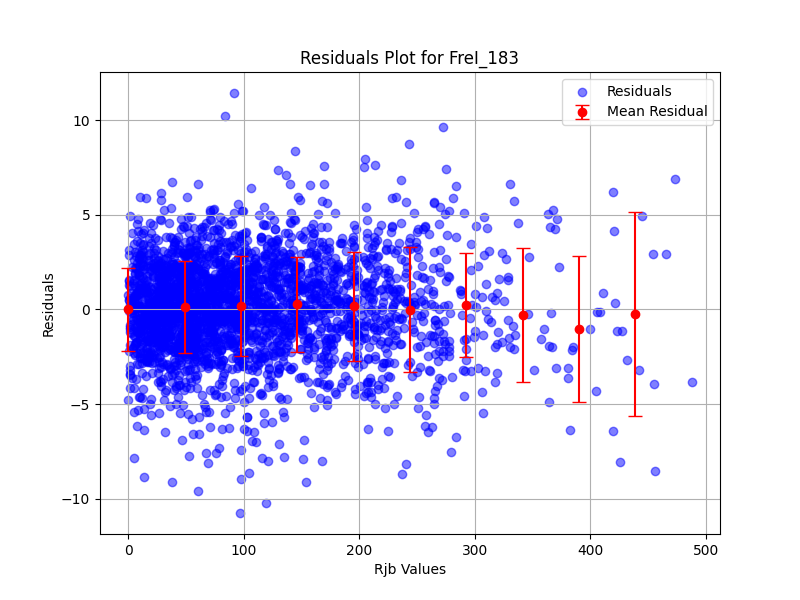 Residuals Plot for FreI_183
Residuals
Mean Residual
10
5
0
−5
−10
Residuals
0
100
200
300
400
500
Rjb Values